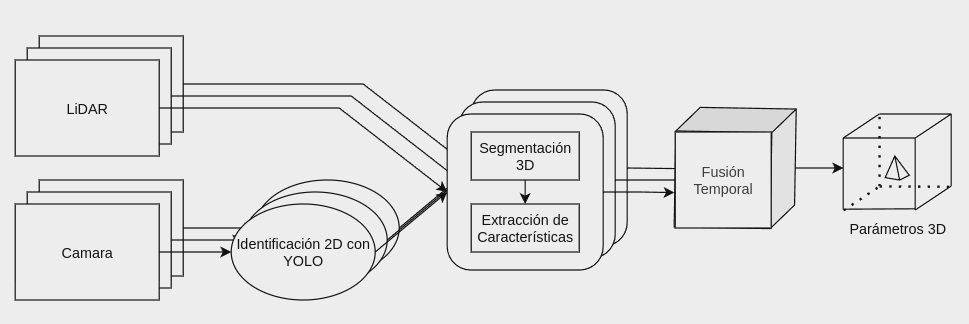 LiDAR
Camara
Identificación 2D con
YOLO
Segmentación
3D
Extracción de
Características
Fusión
Temporal
Parámetros 3D